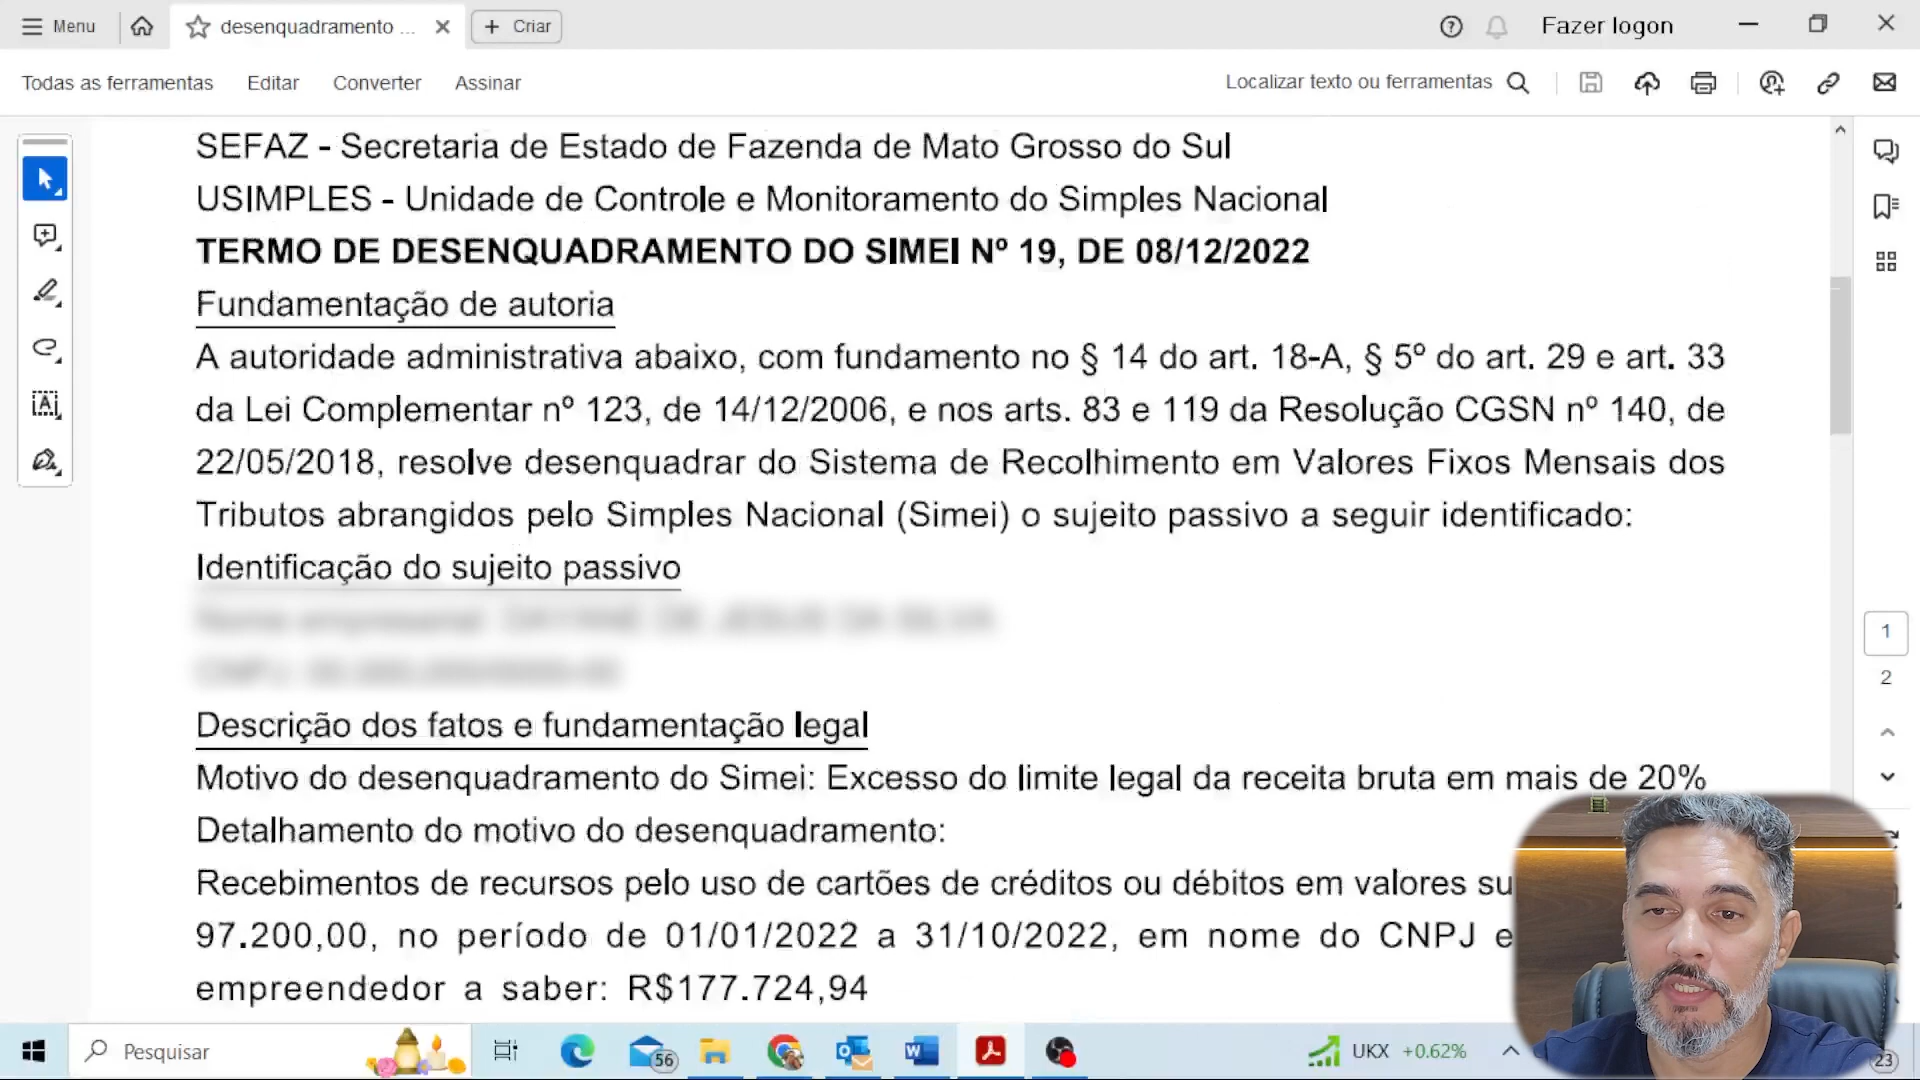 Menu
desenquadramento ...
Criar
Fazer logon
Todas as ferramentas
Editar
Converter
Assinar
Localizar texto ou ferramentas
SEFAZ - Secretaria de Estado de Fazenda de Mato Grosso do Sul
USIMPLES - Unidade de Controle e Monitoramento do Simples Nacional
TERMO DE DESENQUADRAMENTO DO SIMEI Nº 19, DE 08/12/2022
Fundamentação de autoria
A autoridade administrativa abaixo, com fundamento no § 14 do art. 18-A, § 5º do art. 29 e art. 33
da Lei Complementar nº 123, de 14/12/2006, e nos arts. 83 e 119 da Resolução CGSN nº 140, de
22/05/2018, resolve desenquadrar do Sistema de Recolhimento em Valores Fixos Mensais dos
Tributos abrangidos pelo Simples Nacional (Simei) o sujeito passivo a seguir identificado:
Identificação do sujeito passivo
Descrição dos fatos e fundamentação legal
Motivo do desenquadramento do Simei: Excesso do limite legal da receita bruta em mais de 20%
Detalhamento do motivo do desenquadramento:
Recebimentos de recursos pelo uso de cartões de créditos ou débitos em valores su
97.200,00, no período de 01/01/2022 a 31/10/2022, em nome do CNPJ e
empreendedor a saber: R$177.724,94
1
2
Pesquisar
56
UKX +0.62%
23